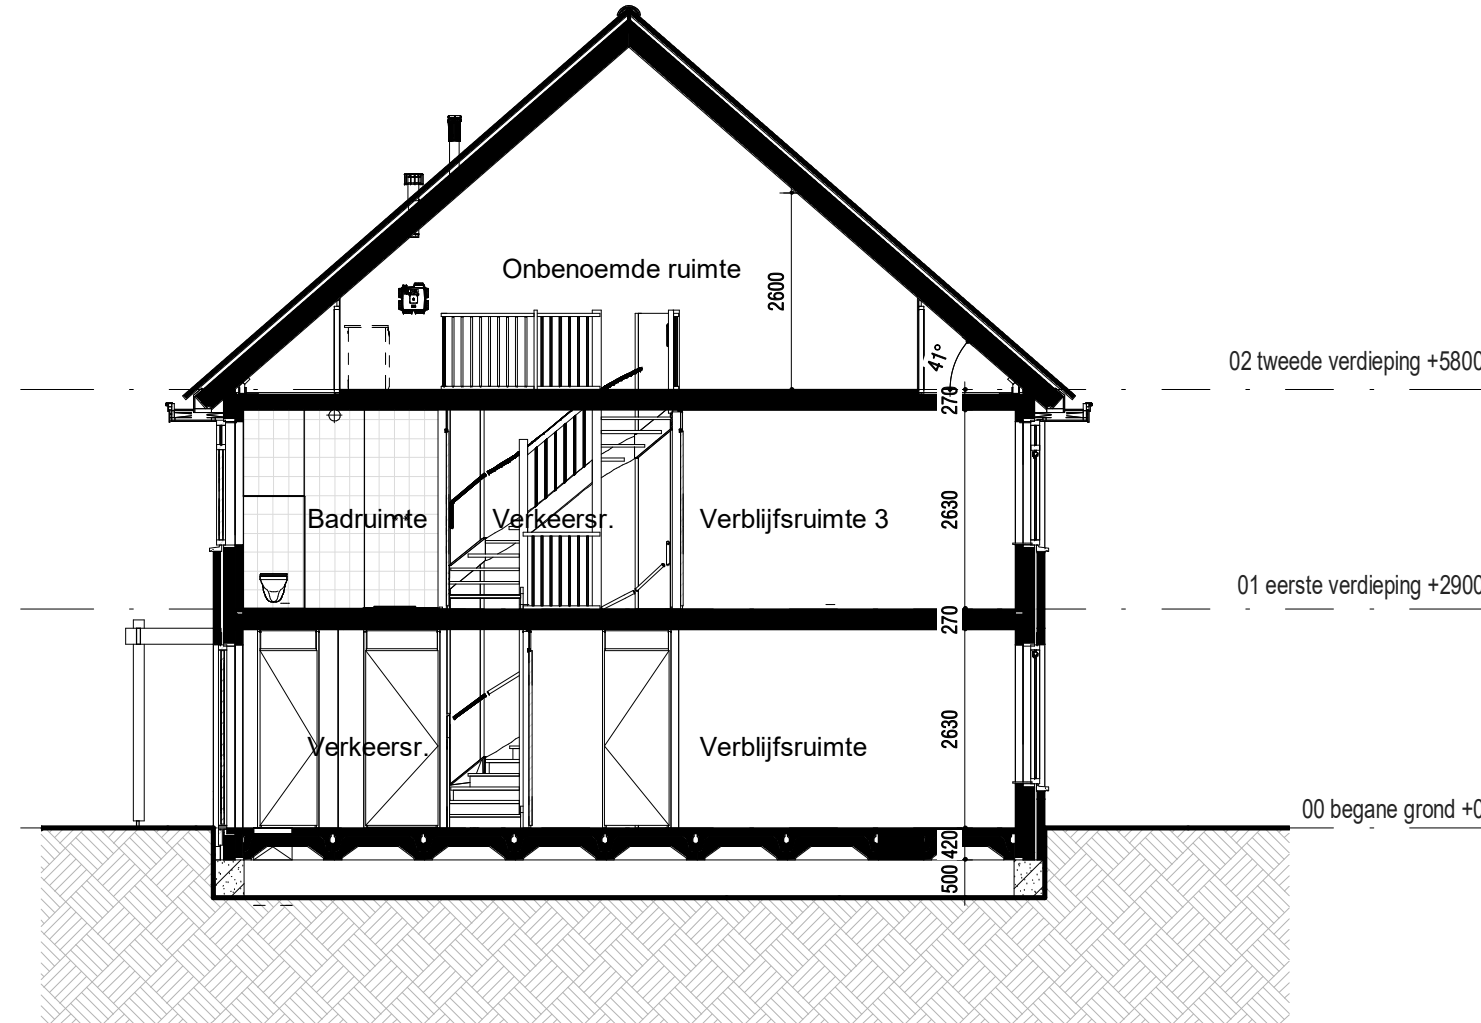 Onbenoemde ruimte
2600
41°
02 tweede verdieping +5800
270
Badruimte
Verkeersr.
Verblijfsruimte 3
2630
01 eerste verdieping +2900
270
Verkeersr.
Verblijfsruimte
2630
00 begane grond +0
420
500